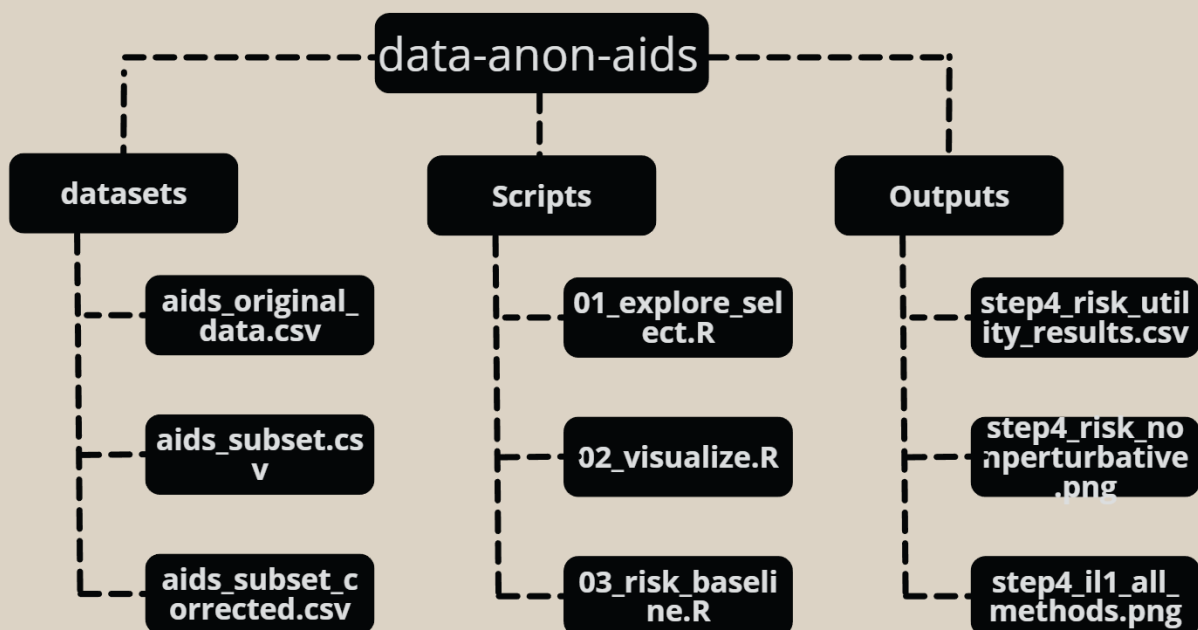 data-anon-aids
datasets
Scripts
Outputs
aids_original_
data.csv
01_explore_sel
ect.R
step4_risk_util
ity_results.csv
aids_subset.cs
v
02_visualize.R
step4_risk_no
nperturbative
.png
aids_subset_c
orrected.csv
03_risk_baseli
ne.R
step4_il1_all_
methods.png